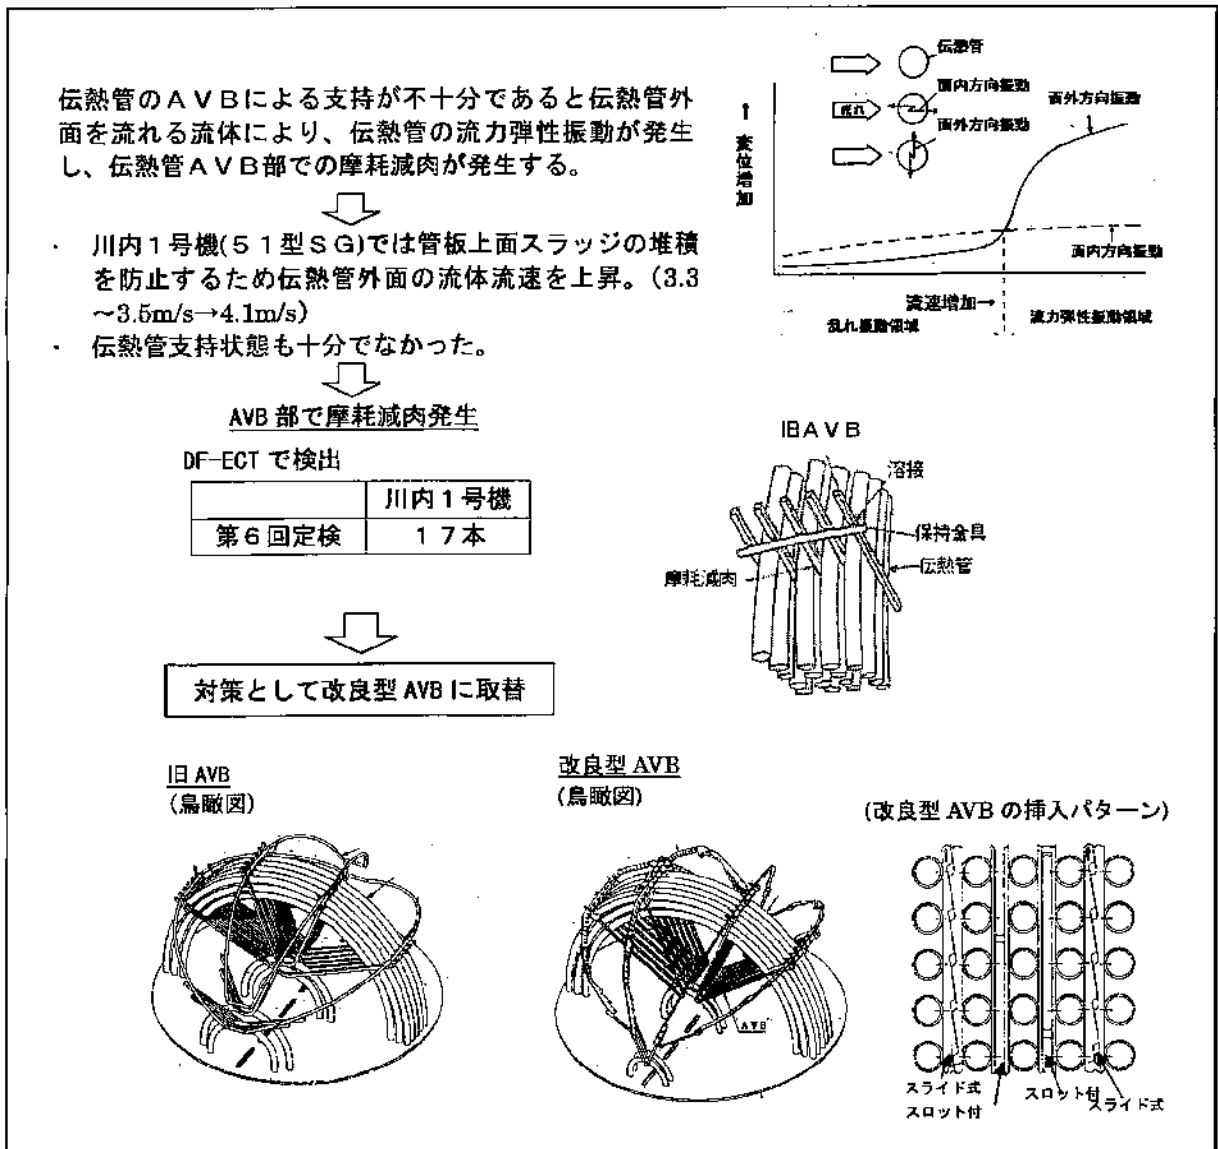 伝熱管のＡＶＢによる支持が不十分であると伝熱管外
面を流れる流体により、伝熱管の流力弾性振動が発生
し、伝熱管ＡＶＢ部での摩耗減肉が発生する。
・ 川内１号機(５１型ＳＧ)では管板上面スラッジの堆積
を防止するため伝熱管外面の流体流速を上昇。(3.3
～3.5m/s→4.1m/s)
・ 伝熱管支持状態も十分でなかった。
AVB 部で摩耗減肉発生
DF-ECT で検出
川内１号機
第６回定検 １７本
対策として改良型 AVB に取替
伝熱管
面内方向振動
流れ
面外方向振動
面外方向振動
↑
変位増加
面内方向振動
流速増加→
乱れ振動領域
流力弾性振動領域
旧ＡＶＢ
溶接
保持金具
伝熱管
摩耗減肉
旧 AVB
(鳥瞰図)
改良型 AVB
(鳥瞰図)
AVB
(改良型 AVB の挿入パターン)
スライド式
スロット付
スロット付
スライド式